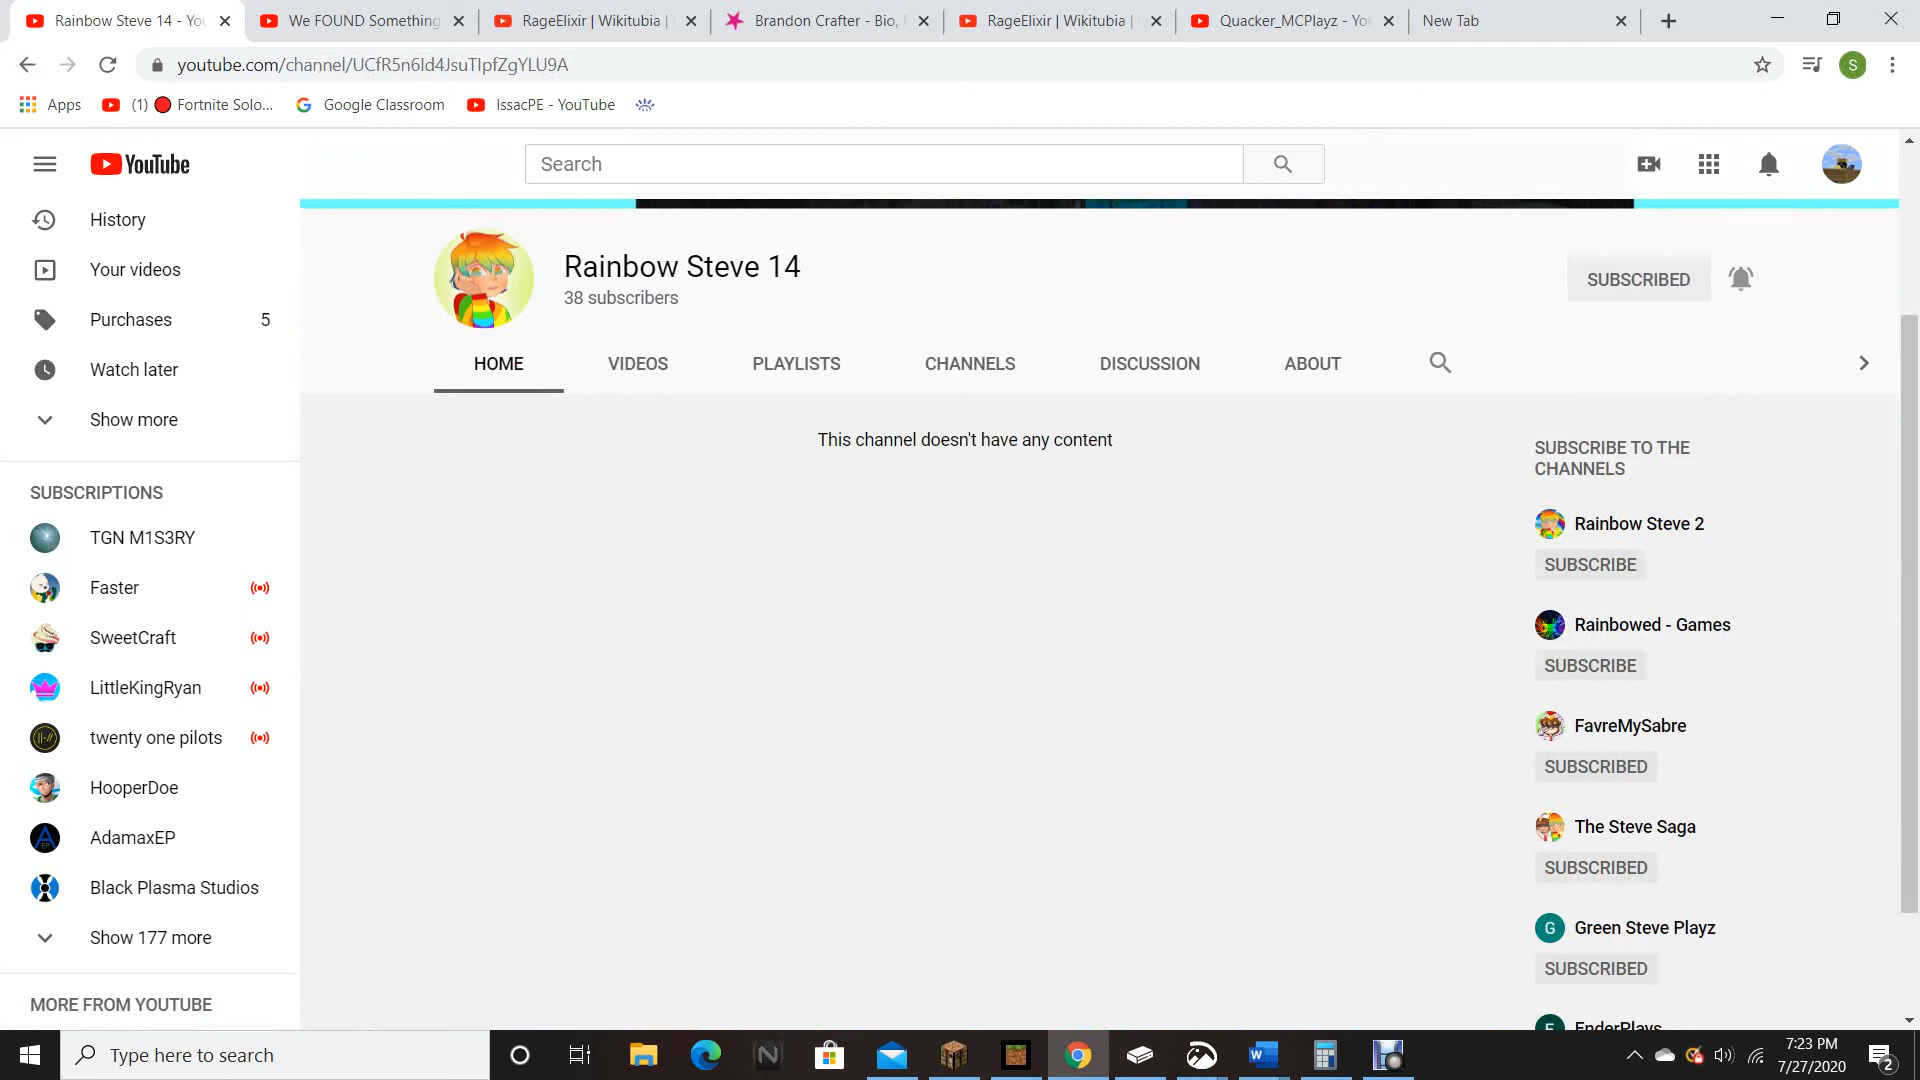 Rainbow Steve 14 - You
We FOUND Something
RageElixir | Wikitubia |
Brandon Crafter - Bio,
RageElixir | Wikitubia |
Quacker_MCPlayz - You
New Tab
youtube.com/channel/UCfR5n6Id4JsuTIpfZgYLU9A
S
Apps
(1) Fortnite Solo...
Google Classroom
IssacPE - YouTube
YouTube
Search
History
Your videos
Purchases 5
Watch later
Show more
SUBSCRIPTIONS
TGN M1S3RY
Faster
SweetCraft
LittleKingRyan
twenty one pilots
HooperDoe
AdamaxEP
Black Plasma Studios
Show 177 more
MORE FROM YOUTUBE
Rainbow Steve 14
38 subscribers
SUBSCRIBED
HOME VIDEOS PLAYLISTS CHANNELS DISCUSSION ABOUT
This channel doesn't have any content
SUBSCRIBE TO THE
CHANNELS
Rainbow Steve 2
SUBSCRIBE
Rainbowed - Games
SUBSCRIBE
FavreMySabre
SUBSCRIBED
The Steve Saga
SUBSCRIBED
G Green Steve Playz
SUBSCRIBED
E EnderPlays
Type here to search
7:23 PM
7/27/2020
2